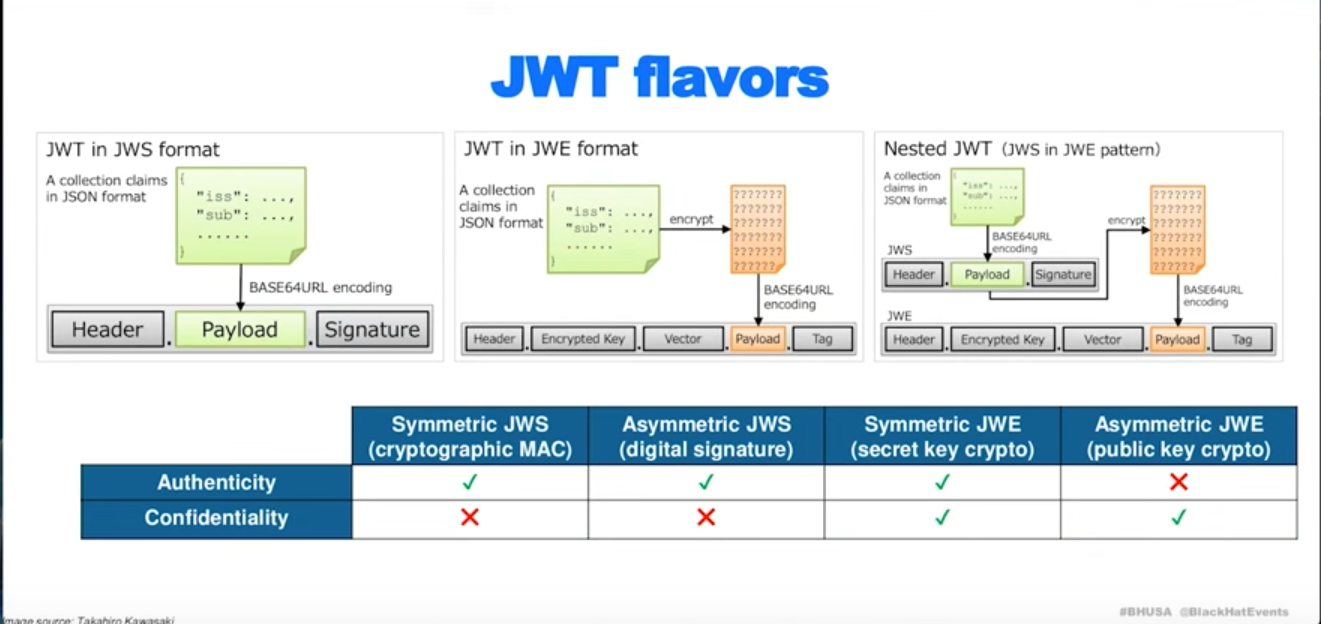 JWT flavors
JWT in JWS format
A collection claims
in JSON format
{
"iss": ...,
"sub": ...,
......
}
BASE64URL encoding
Header . Payload . Signature
JWT in JWE format
A collection
claims in
JSON format
{
"iss": ...,
"sub": ...,
......
}
encrypt
???????
???????
???????
???????
???????
??????
BASE64URL
encoding
Header . Encrypted Key . Vector . Payload . Tag
Nested JWT (JWS in JWE pattern)
A collection
claims in
JSON format
{
"iss": ...,
"sub": ...,
......
}
BASE64URL
encoding
JWS
Header . Payload . Signature
encrypt
???????
???????
???????
???????
???????
??????
BASE64URL
encoding
JWE
Header . Encrypted Key . Vector . Payload . Tag
Symmetric JWS
(cryptographic MAC)
Asymmetric JWS
(digital signature)
Symmetric JWE
(secret key crypto)
Asymmetric JWE
(public key crypto)
Authenticity ✓ ✓ ✓ ✕
Confidentiality ✕ ✕ ✓ ✓
#BHUSA @BlackHatEvents
Image source: Takahiro Kawasaki